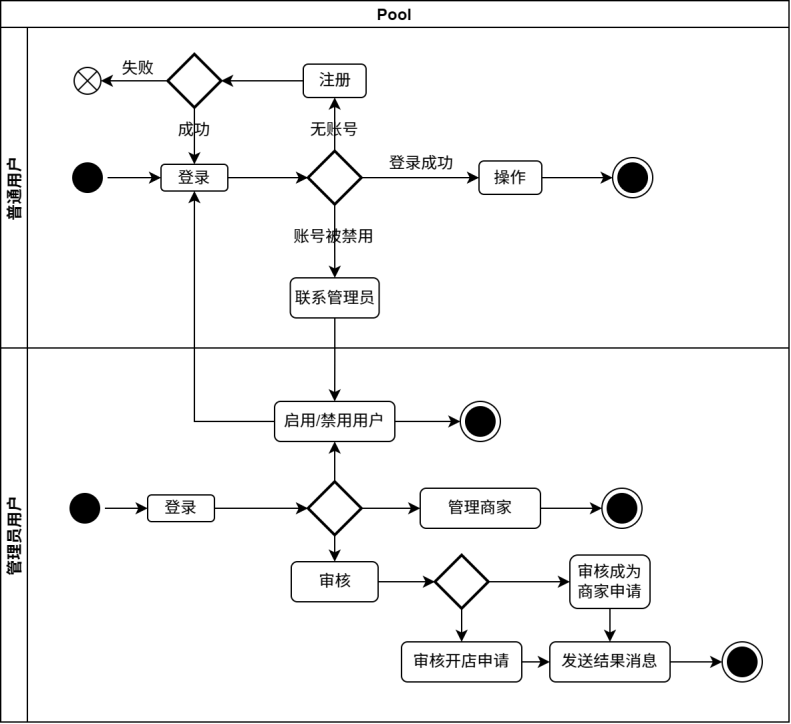 Pool
普通用户
失败
注册
成功
无账号
登录
登录成功
操作
账号被禁用
联系管理员
管理员用户
启用/禁用用户
登录
管理商家
审核
审核成为
商家申请
审核开店申请
发送结果消息